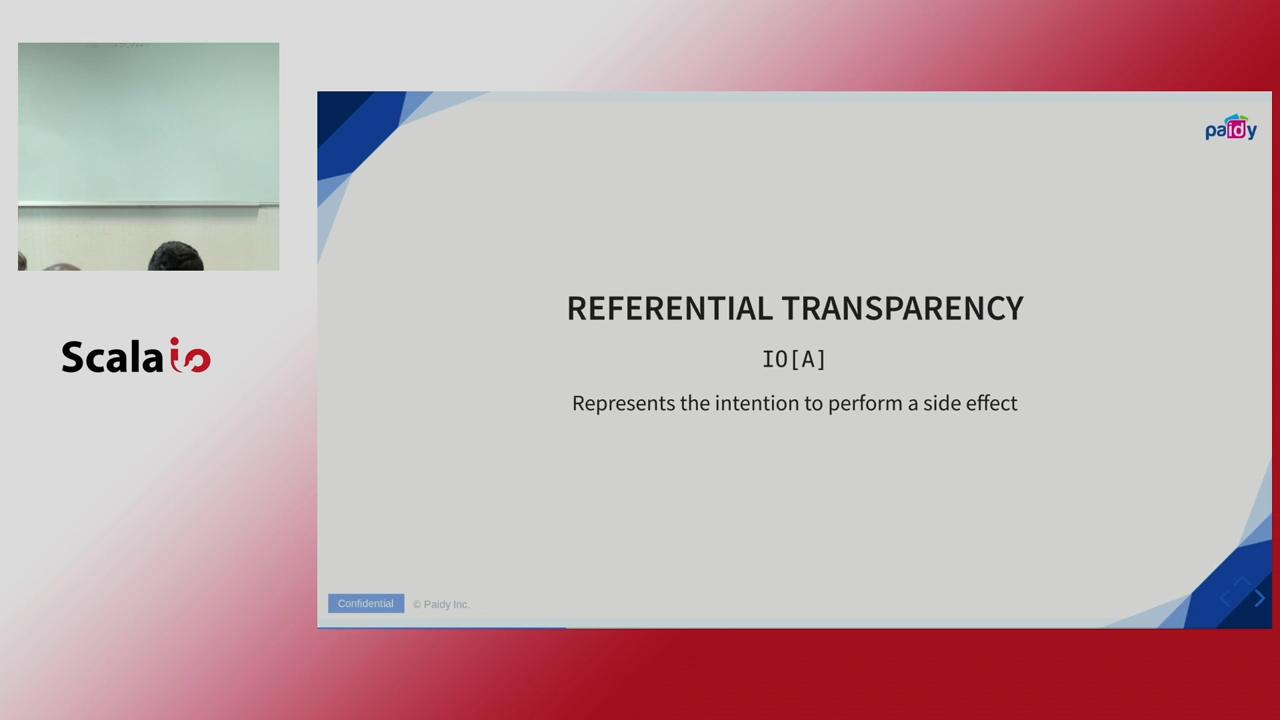 paidy
REFERENTIAL TRANSPARENCY
IO[A]
Represents the intention to perform a side effect
Scala io
Confidential
© Paidy Inc.